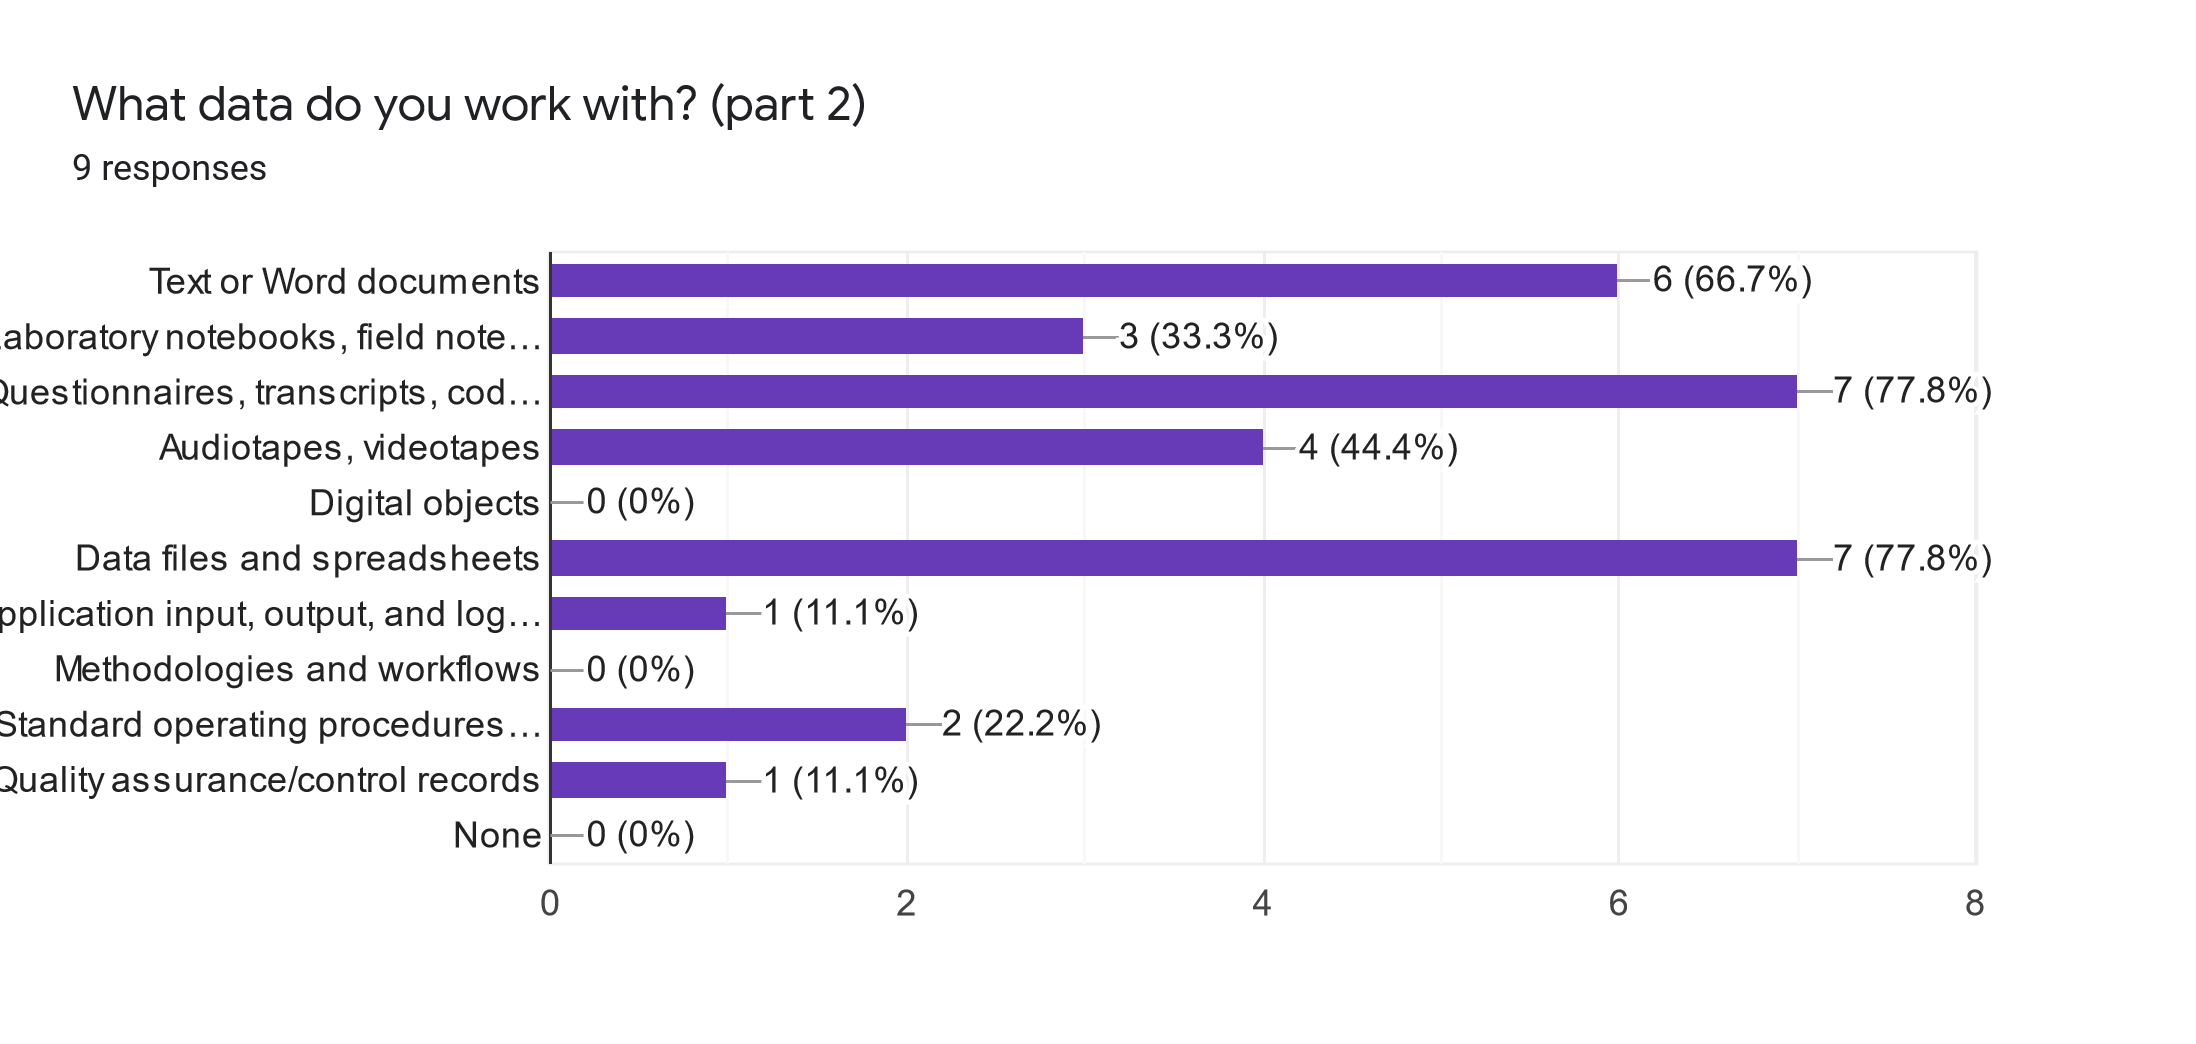 What data do you work with? (part 2)
9 responses
Text or Word documents
6 (66.7%)
aboratory notebooks, field note…
3 (33.3%)
Questionnaires, transcripts, cod…
7 (77.8%)
Audiotapes, videotapes
4 (44.4%)
Digital objects
0 (0%)
Data files and spreadsheets
7 (77.8%)
pplication input, output, and log…
1 (11.1%)
Methodologies and workflows
0 (0%)
Standard operating procedures…
2 (22.2%)
Quality assurance/control records
1 (11.1%)
None
0 (0%)
0 2 4 6 8